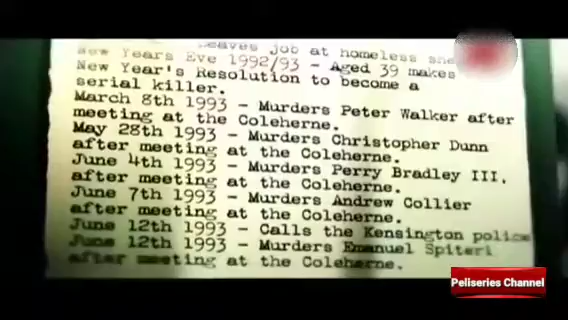 leaves job at homeless
New Years Eve 1992/93 - Aged 39 makes
New Year's Resolution to become a
serial killer.
March 8th 1993 - Murders Peter Walker after
meeting at the Coleherne.
May 28th 1993 - Murders Christopher Dunn
after meeting at the Coleherne.
June 4th 1993 - Murders Perry Bradley III,
after meeting at the Coleherne.
June 7th 1993 - Murders Andrew Collier
after meeting at the Coleherne.
June 12th 1993 - Calls the Kensington police
June 12th 1993 - Murders Emanuel Spiteri
after meeting at the Coleherne.
Peliseries Channel